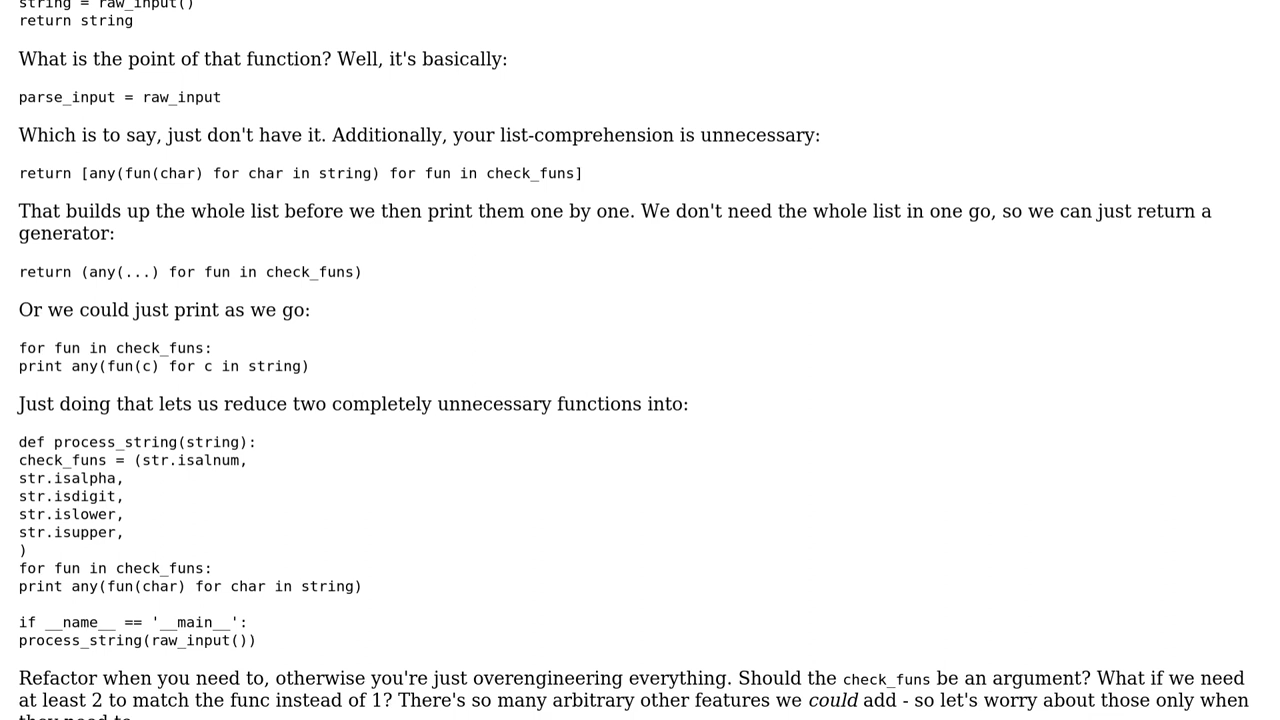 string = raw_input()
return string
What is the point of that function? Well, it's basically:
parse_input = raw_input
Which is to say, just don't have it. Additionally, your list-comprehension is unnecessary:
return [any(fun(char) for char in string) for fun in check_funs]
That builds up the whole list before we then print them one by one. We don't need the whole list in one go, so we can just return a
generator:
return (any(...) for fun in check_funs)
Or we could just print as we go:
for fun in check_funs:
print any(fun(c) for c in string)
Just doing that lets us reduce two completely unnecessary functions into:
def process_string(string):
check_funs = (str.isalnum,
str.isalpha,
str.isdigit,
str.islower,
str.isupper,
)
for fun in check_funs:
print any(fun(char) for char in string)
if __name__ == '__main__':
process_string(raw_input())
Refactor when you need to, otherwise you're just overengineering everything. Should the check_funs be an argument? What if we need
at least 2 to match the func instead of 1? There's so many arbitrary other features we could add - so let's worry about those only when
they need to